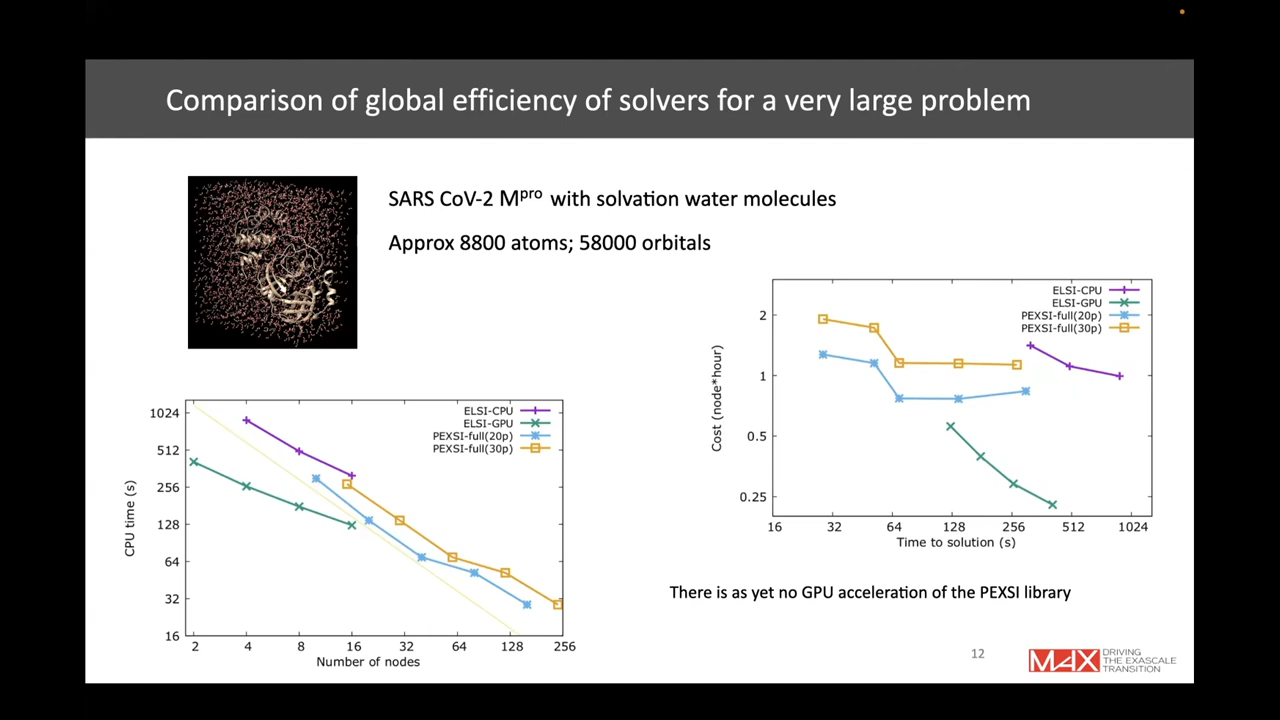 Comparison of global efficiency of solvers for a very large problem
SARS CoV-2 Mpro with solvation water molecules
Approx 8800 atoms; 58000 orbitals
ELSI-CPU
ELSI-GPU
PEXSI-full(20p)
PEXSI-full(30p)
2
1
0.5
0.25
Cost (node*hour)
16 32 64 128 256 512 1024
Time to solution (s)
ELSI-CPU
ELSI-GPU
PEXSI-full(20p)
PEXSI-full(30p)
1024
512
256
128
64
32
16
CPU time (s)
2 4 8 16 32 64 128 256
Number of nodes
There is as yet no GPU acceleration of the PEXSI library
12
MAX
DRIVING
THE EXASCALE
TRANSITION